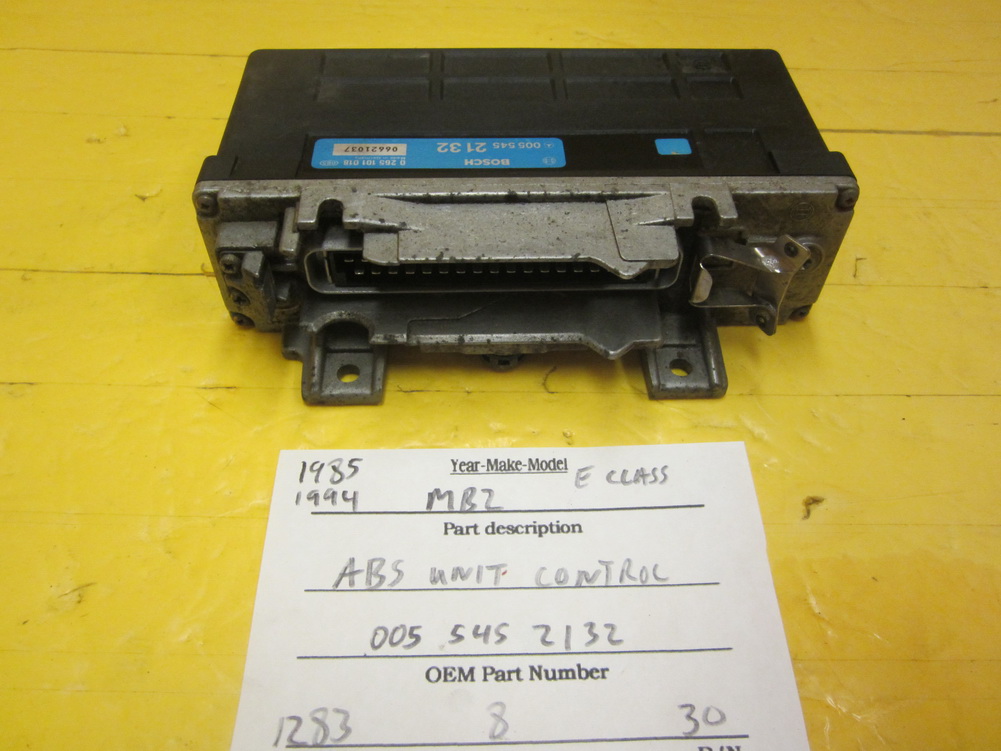 BOSCH
005 545 21 32
0 265 101 018
06621037
1985 Year-Make-Model E CLASS
1994 MBZ
Part description
ABS UNIT CONTROL
005 545 2132
OEM Part Number
1283 8 30